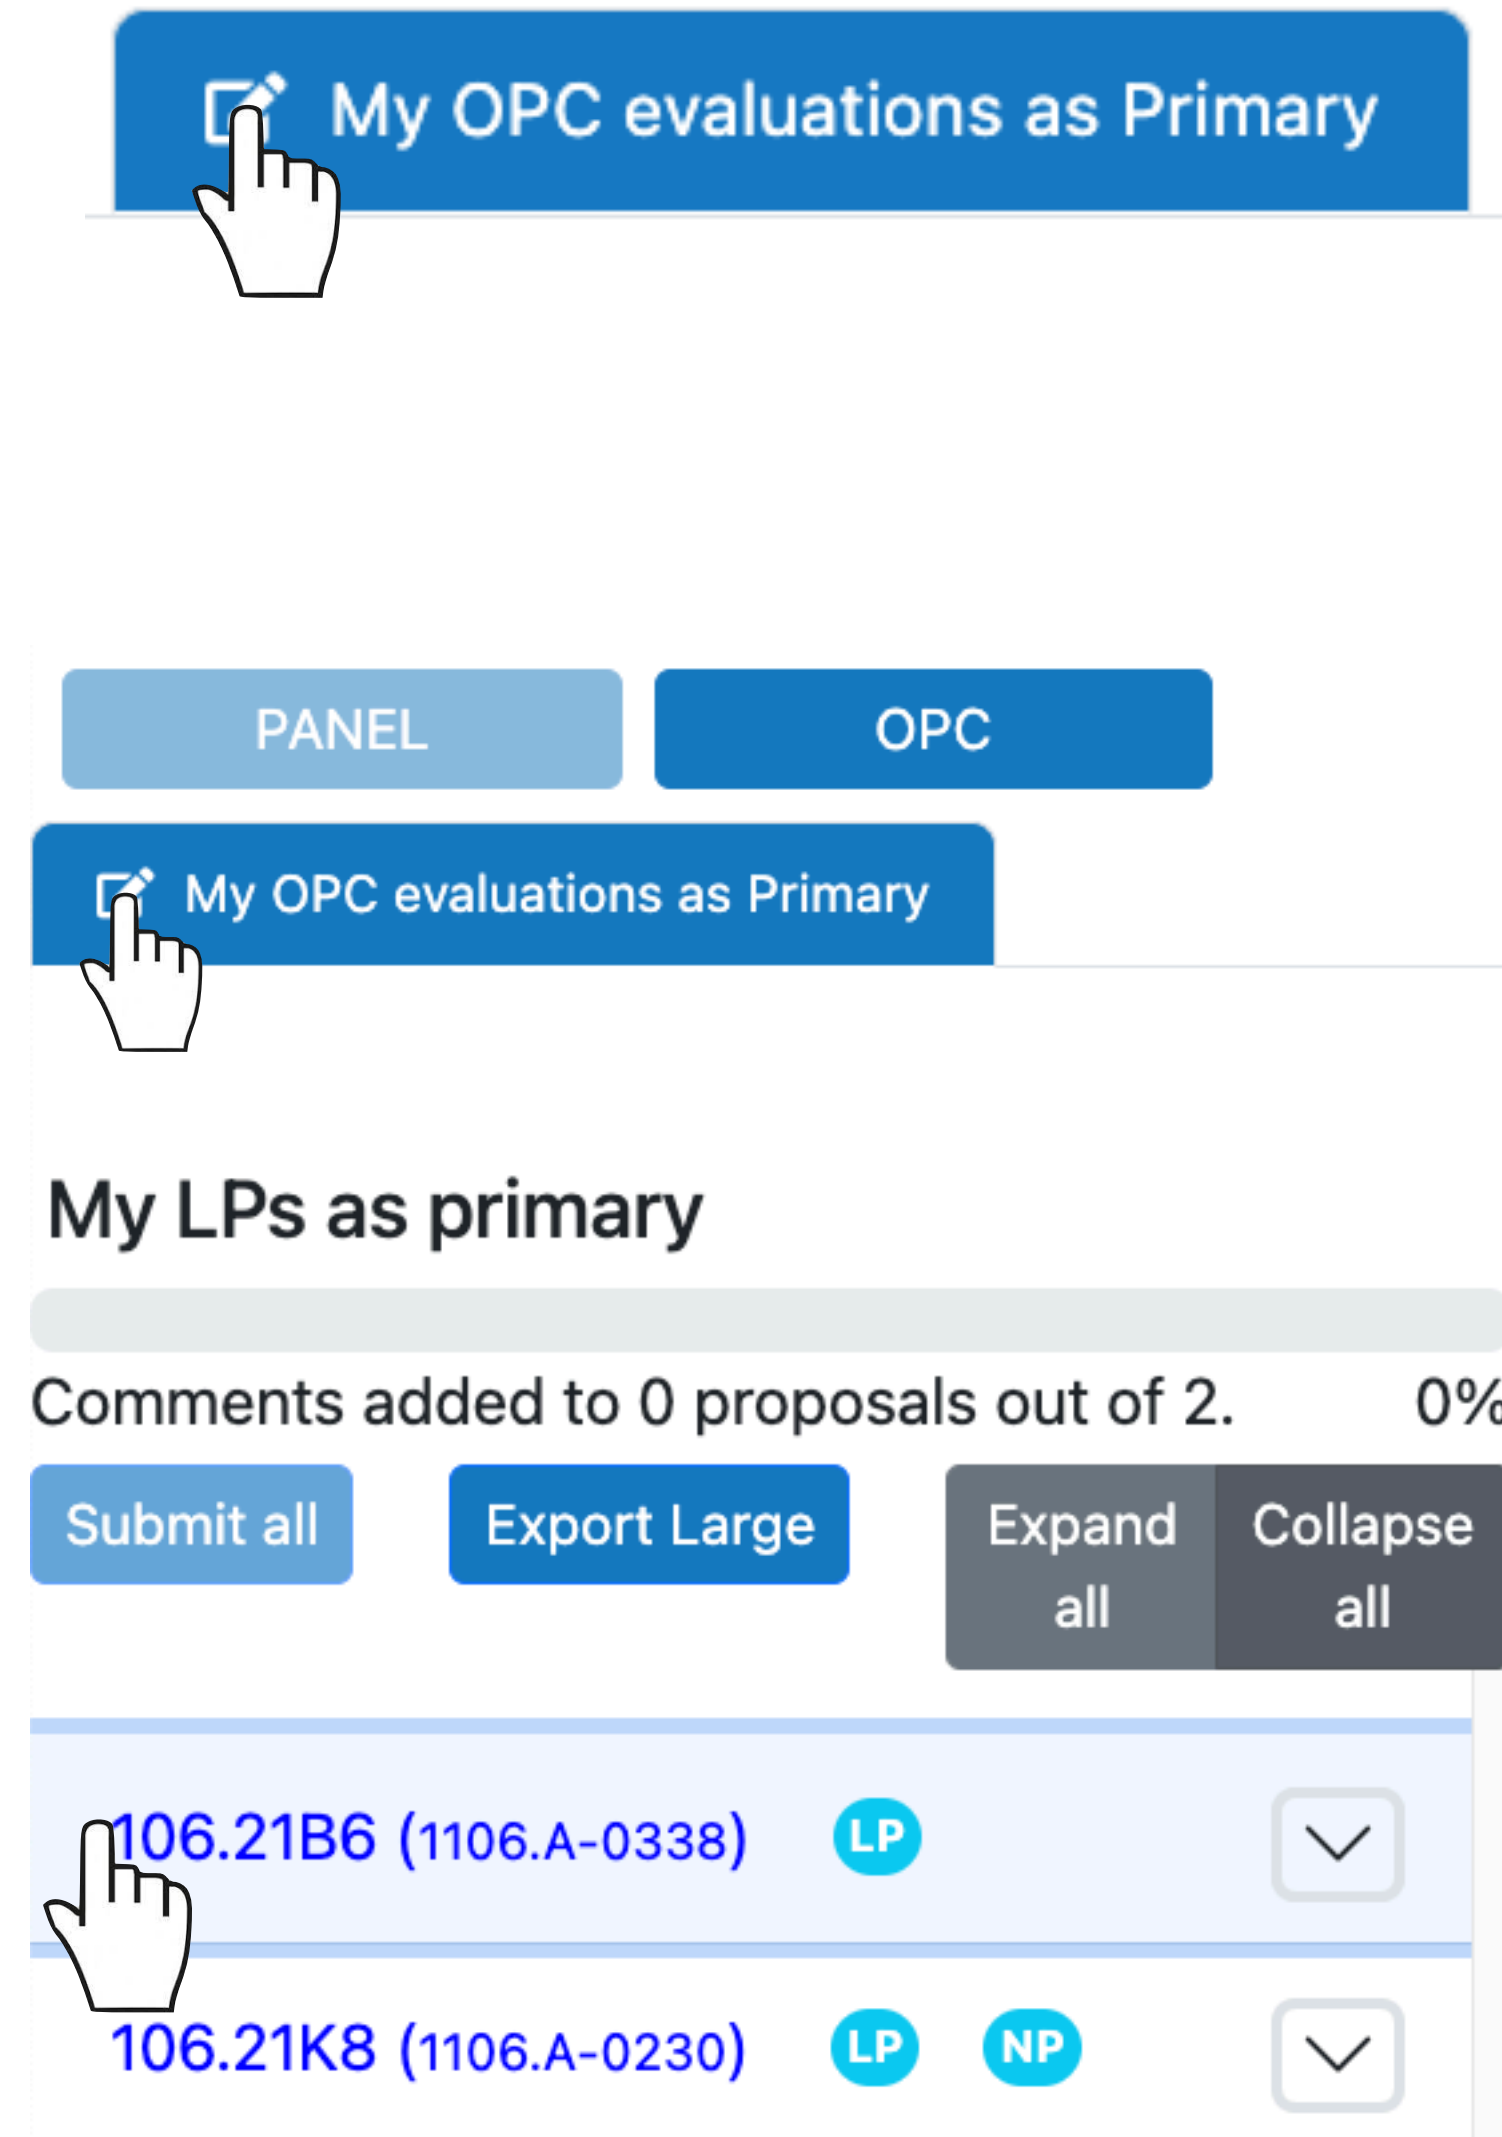 My OPC evaluations as Primary
PANEL OPC
My OPC evaluations as Primary
My LPs as primary
Comments added to 0 proposals out of 2. 0%
Submit all Export Large Expand all Collapse all
106.21B6 (1106.A-0338) LP
106.21K8 (1106.A-0230) LP NP